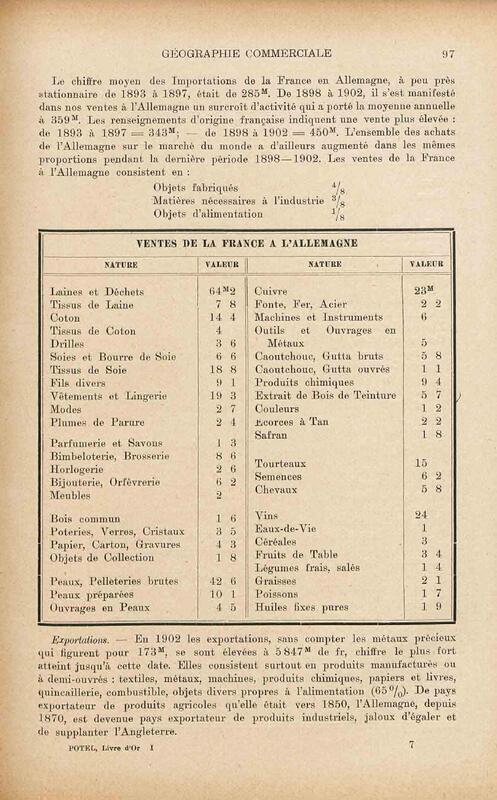 GÉOGRAPHIE COMMERCIALE 97
Le chiffre moyen des Importations de la France en Allemagne, à peu près
stationnaire de 1893 à 1897, était de 285M. De 1898 à 1902, il s'est manifesté
dans nos ventes à l'Allemagne un surcroît d'activité qui a porté la moyenne annuelle
à 359M. Les renseignements d'origine française indiquent une vente plus élevée :
de 1893 à 1897 = 343M; — de 1898 à 1902 = 450M. L'ensemble des achats
de l'Allemagne sur le marché du monde a d'ailleurs augmenté dans les mêmes
proportions pendant la dernière période 1898—1902. Les ventes de la France
à l'Allemagne consistent en :
Objets fabriqués 4/8
Matières nécessaires à l'industrie 3/8
Objets d'alimentation 1/8
VENTES DE LA FRANCE A L'ALLEMAGNE
NATURE VALEUR NATURE VALEUR
Laines et Déchets 64M2
Tissus de Laine 7 8
Coton 14 4
Tissus de Coton 4
Drilles 3 6
Soies et Bourre de Soie 6 6
Tissus de Soie 18 8
Fils divers 9 1
Vêtements et Lingerie 19 3
Modes 2 7
Plumes de Parure 2 4
Parfumerie et Savons 1 3
Bimbeloterie, Brosserie 8 6
Horlogerie 2 6
Bijouterie, Orfèvrerie 6 2
Meubles 2
Bois commun 1 6
Poteries, Verres, Cristaux 3 5
Papier, Carton, Gravures 4 3
Objets de Collection 1 8
Peaux, Pelleteries brutes 42 6
Peaux préparées 10 1
Ouvrages en Peaux 4 5
Cuivre 23M
Fonte, Fer, Acier 2 2
Machines et Instruments 6
Outils et Ouvrages en
Métaux 5
Caoutchouc, Gutta bruts 5 8
Caoutchouc, Gutta ouvrés 1 1
Produits chimiques 9 4
Extrait de Bois de Teinture 5 7
Couleurs 1 2
Ecorces à Tan 2 2
Safran 1 8
Tourteaux 15
Semences 6 2
Chevaux 5 8
Vins 24
Eaux-de-Vie 1
Céréales 3
Fruits de Table 3 4
Légumes frais, salés 1 4
Graisses 2 1
Poissons 1 7
Huiles fixes pures 1 9
Exportations. — En 1902 les exportations, sans compter les métaux précieux
qui figurent pour 173M, se sont élevées à 5 847M de fr, chiffre le plus fort
atteint jusqu'à cette date. Elles consistent surtout en produits manufacturés ou
à demi-ouvrés : textiles, métaux, machines, produits chimiques, papiers et livres,
quincaillerie, combustible, objets divers propres à l'alimentation (65 0/0). De pays
exportateur de produits agricoles qu'elle était vers 1850, l'Allemagne, depuis
1870, est devenue pays exportateur de produits industriels, jaloux d'égaler et
de supplanter l'Angleterre.
POTEL, Livre d'Or I 7